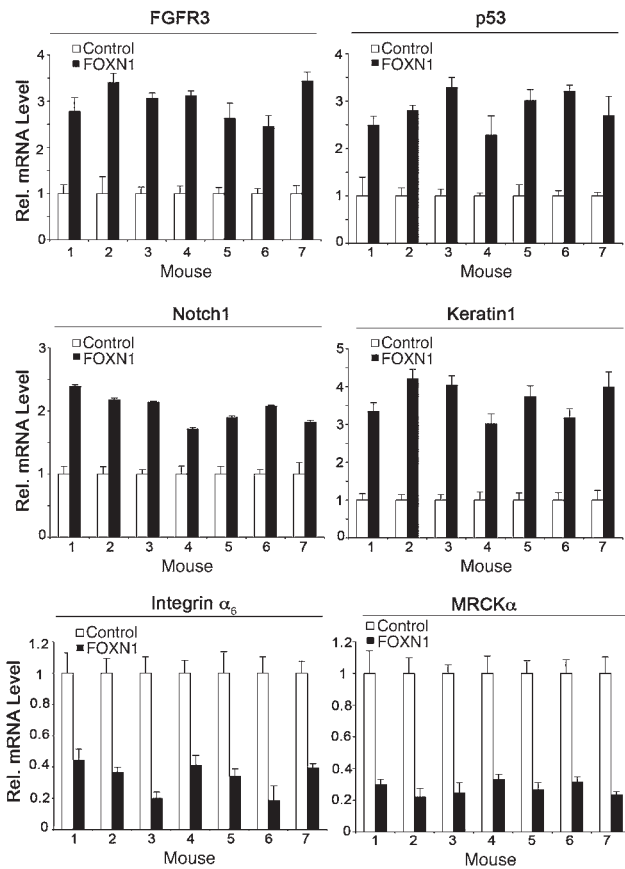 FGFR3
Control
FOXN1
Rel. mRNA Level
4
3
2
1
0
1 2 3 4 5 6 7
Mouse
p53
Control
FOXN1
4
3
2
1
0
1 2 3 4 5 6 7
Mouse
Notch1
Control
FOXN1
Rel. mRNA Level
3
2
1
0
1 2 3 4 5 6 7
Mouse
Keratin1
Control
FOXN1
5
4
3
2
1
0
1 2 3 4 5 6 7
Mouse
Integrin α6
Control
FOXN1
Rel. mRNA Level
1.2
1
0.8
0.6
0.4
0.2
0
1 2 3 4 5 6 7
Mouse
MRCKα
Control
FOXN1
1.2
1
0.8
0.6
0.4
0.2
0
1 2 3 4 5 6 7
Mouse